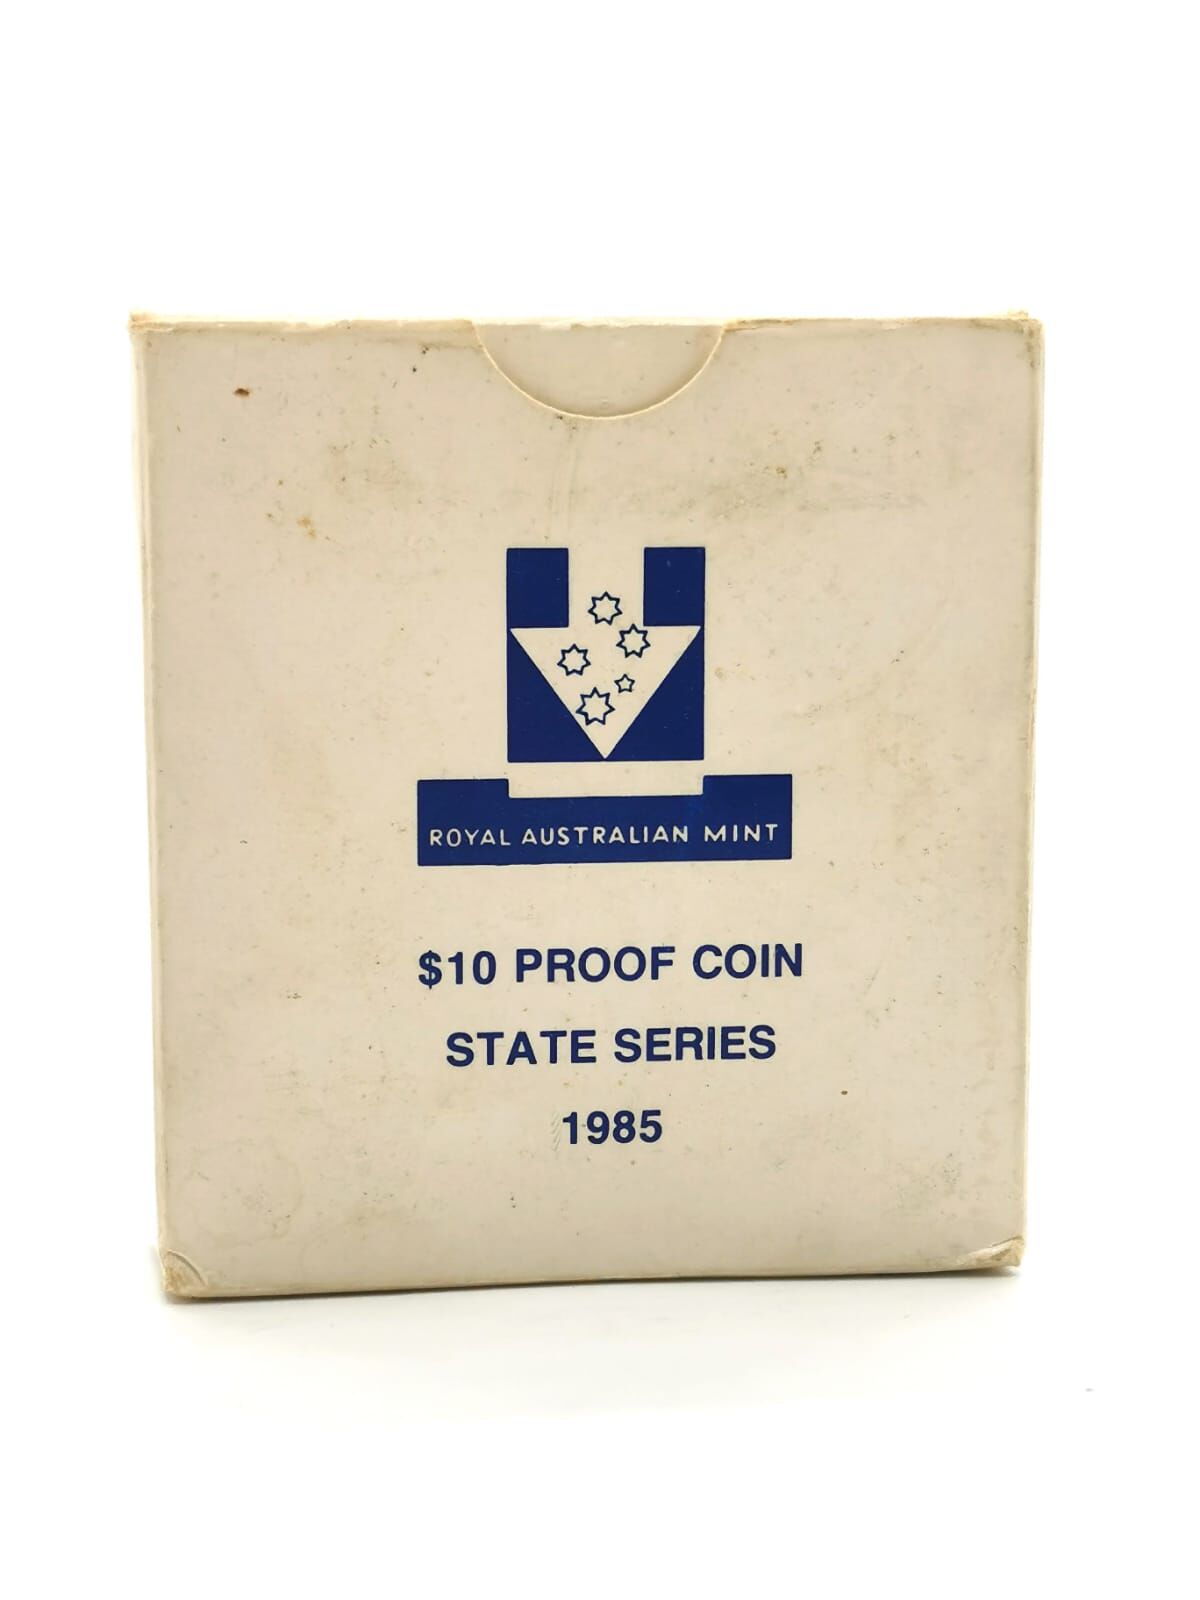 ROYAL AUSTRALIAN MINT
$10 PROOF COIN
STATE SERIES
1985